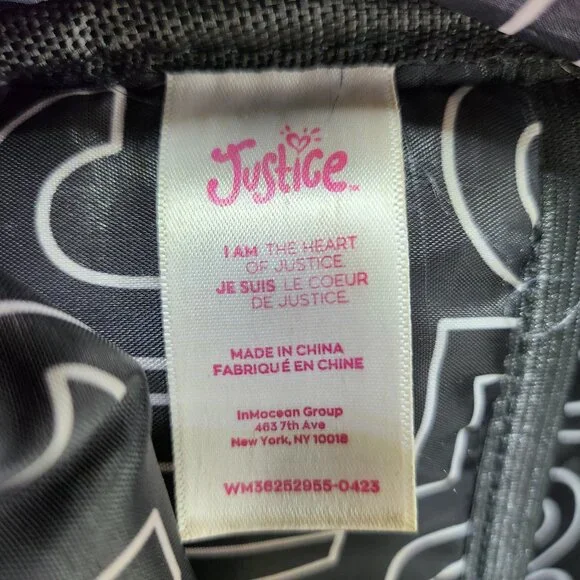 Justice™
I AM THE HEART
OF JUSTICE
JE SUIS LE COEUR
DE JUSTICE
MADE IN CHINA
FABRIQUÉ EN CHINE
InMocean Group
463 7th Ave
New York, NY 10018
WM36252955-0423